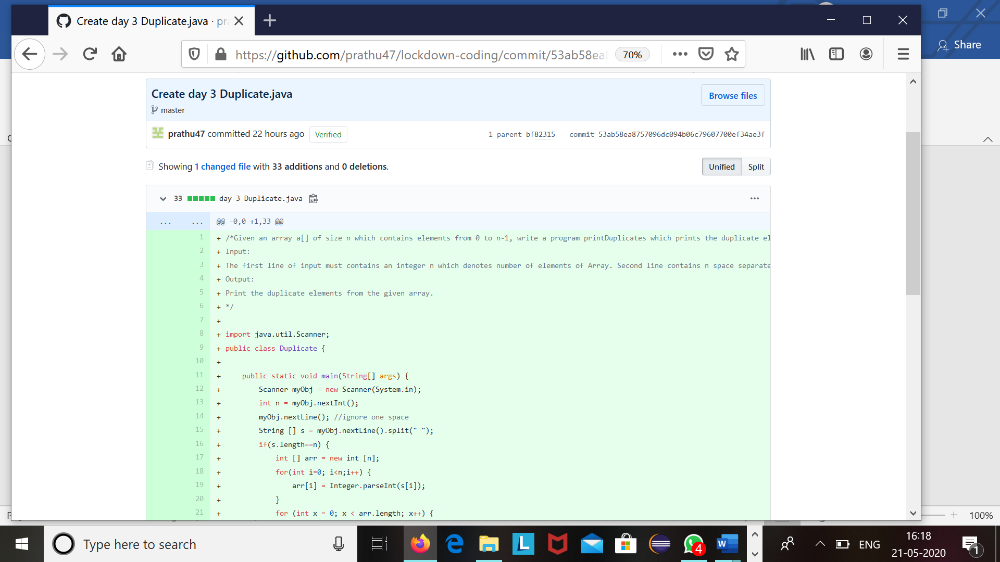 Create day 3 Duplicate.java · pr
https://github.com/prathu47/lockdown-coding/commit/53ab58ea8
70%
Share
Create day 3 Duplicate.java
Browse files
master
prathu47 committed 22 hours ago Verified
1 parent bf82315 commit 53ab58ea8757096dc094b06c79607700ef34ae3f
Showing 1 changed file with 33 additions and 0 deletions.
Unified Split
33 day 3 Duplicate.java
... ... @@ -0,0 +1,33 @@
1 + /*Given an array a[] of size n which contains elements from 0 to n-1, write a program printDuplicates which prints the duplicate el
2 + Input:
3 + The first line of input must contains an integer n which denotes number of elements of Array. Second line contains n space separate
4 + Output:
5 + Print the duplicate elements from the given array.
6 + */
7 +
8 + import java.util.Scanner;
9 + public class Duplicate {
10 +
11 + public static void main(String[] args) {
12 + Scanner myObj = new Scanner(System.in);
13 + int n = myObj.nextInt();
14 + myObj.nextLine(); //ignore one space
15 + String [] s = myObj.nextLine().split(" ");
16 + if(s.length==n) {
17 + int [] arr = new int [n];
18 + for(int i=0; i<n;i++) {
19 + arr[i] = Integer.parseInt(s[i]);
20 + }
21 + for (int x = 0; x < arr.length; x++) {
100%
Type here to search
L
4
W
ENG
16:18
21-05-2020
1